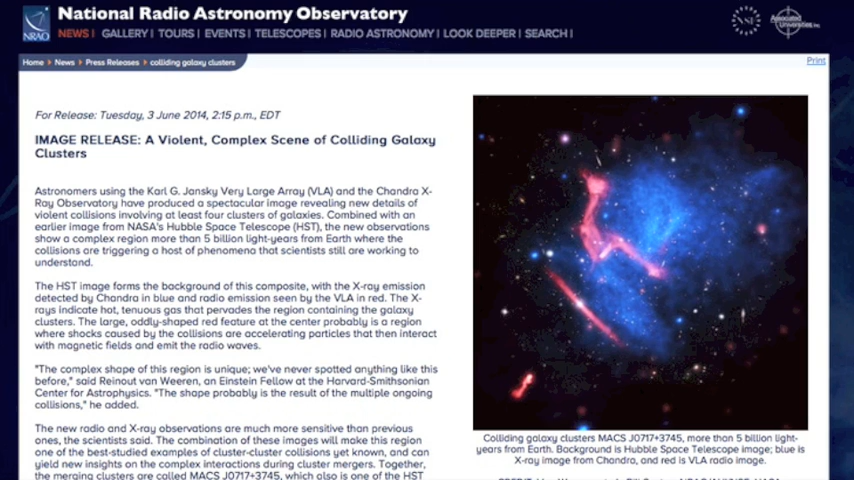 National Radio Astronomy Observatory
NRAO
NEWS | GALLERY | TOURS | EVENTS | TELESCOPES | RADIO ASTRONOMY | LOOK DEEPER | SEARCH |
NSF
Associated
Universities, Inc.
Home News Press Releases colliding galaxy clusters
Print
For Release: Tuesday, 3 June 2014, 2:15 p.m., EDT
IMAGE RELEASE: A Violent, Complex Scene of Colliding Galaxy
Clusters
Astronomers using the Karl G. Jansky Very Large Array (VLA) and the Chandra X-
Ray Observatory have produced a spectacular image revealing new details of
violent collisions involving at least four clusters of galaxies. Combined with an
earlier image from NASA's Hubble Space Telescope (HST), the new observations
show a complex region more than 5 billion light-years from Earth where the
collisions are triggering a host of phenomena that scientists still are working to
understand.
The HST image forms the background of this composite, with the X-ray emission
detected by Chandra in blue and radio emission seen by the VLA in red. The X-
rays indicate hot, tenuous gas that pervades the region containing the galaxy
clusters. The large, oddly-shaped red feature at the center probably is a region
where shocks caused by the collisions are accelerating particles that then interact
with magnetic fields and emit the radio waves.
"The complex shape of this region is unique; we've never spotted anything like this
before," said Reinout van Weeren, an Einstein Fellow at the Harvard-Smithsonian
Center for Astrophysics. "The shape probably is the result of the multiple ongoing
collisions," he added.
The new radio and X-ray observations are much more sensitive than previous
ones, the scientists said. The combination of these images will make this region
one of the best-studied examples of cluster-cluster collisions yet known, and can
yield new insights on the complex interactions during cluster mergers. Together,
the merging clusters are called MACS J0717+3745, which also is one of the HST
Colliding galaxy clusters MACS J0717+3745, more than 5 billion light-
years from Earth. Background is Hubble Space Telescope image; blue is
X-ray image from Chandra, and red is VLA radio image.